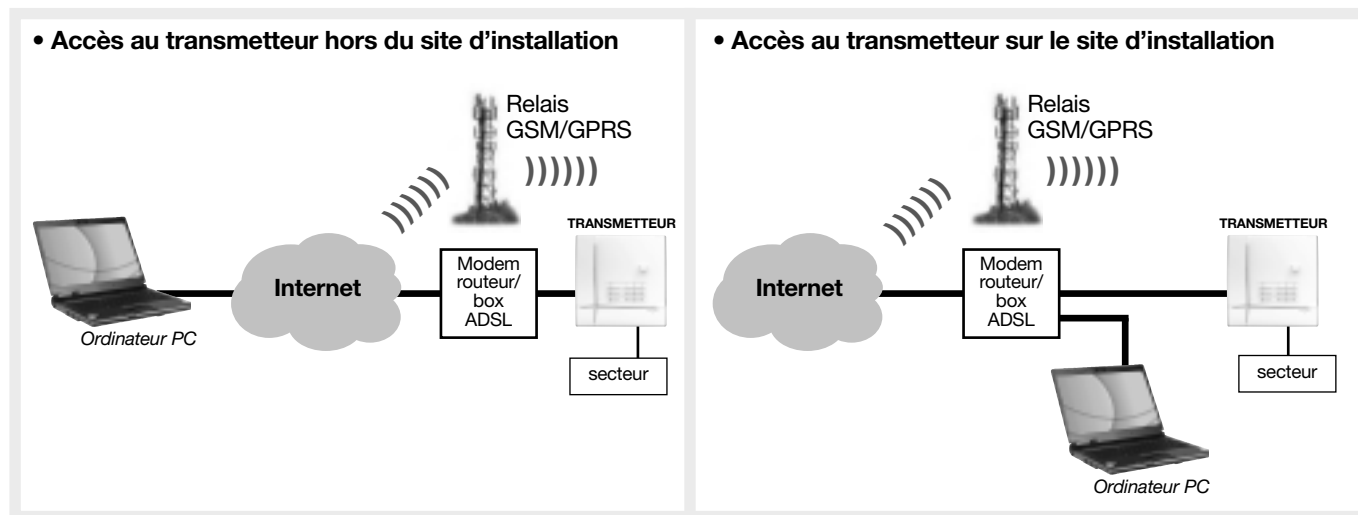 • Accès au transmetteur hors du site d'installation
Relais
GSM/GPRS
TRANSMETTEUR
Internet
Modem
routeur/
box
ADSL
Ordinateur PC
secteur
• Accès au transmetteur sur le site d'installation
Relais
GSM/GPRS
TRANSMETTEUR
Internet
Modem
routeur/
box
ADSL
secteur
Ordinateur PC